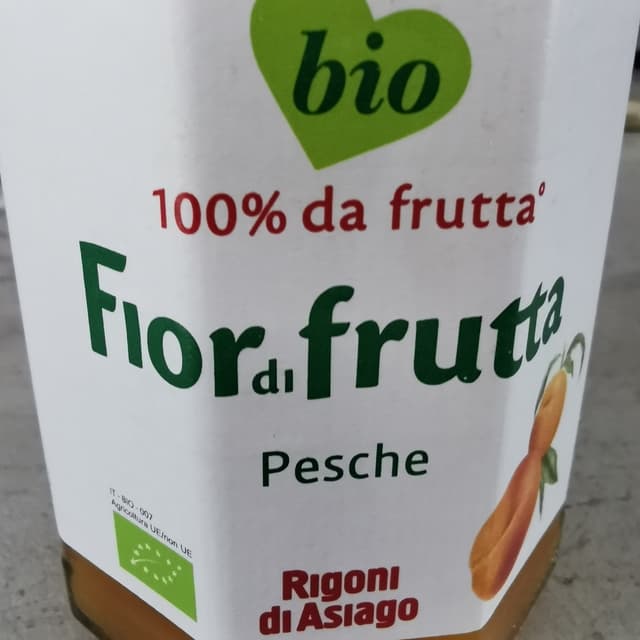 bio
100% da frutta°
Fior di frutta
Pesche
IT - BIO - 007
Agricoltura UE/non UE
Rigoni
di Asiago